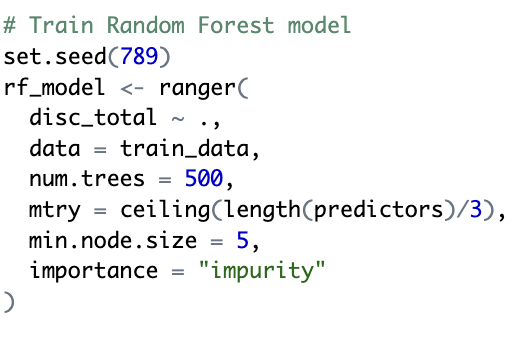 # Train Random Forest model
set.seed(789)
rf_model <- ranger(
  disc_total ~ .,
  data = train_data,
  num.trees = 500,
  mtry = ceiling(length(predictors)/3),
  min.node.size = 5,
  importance = "impurity"
)